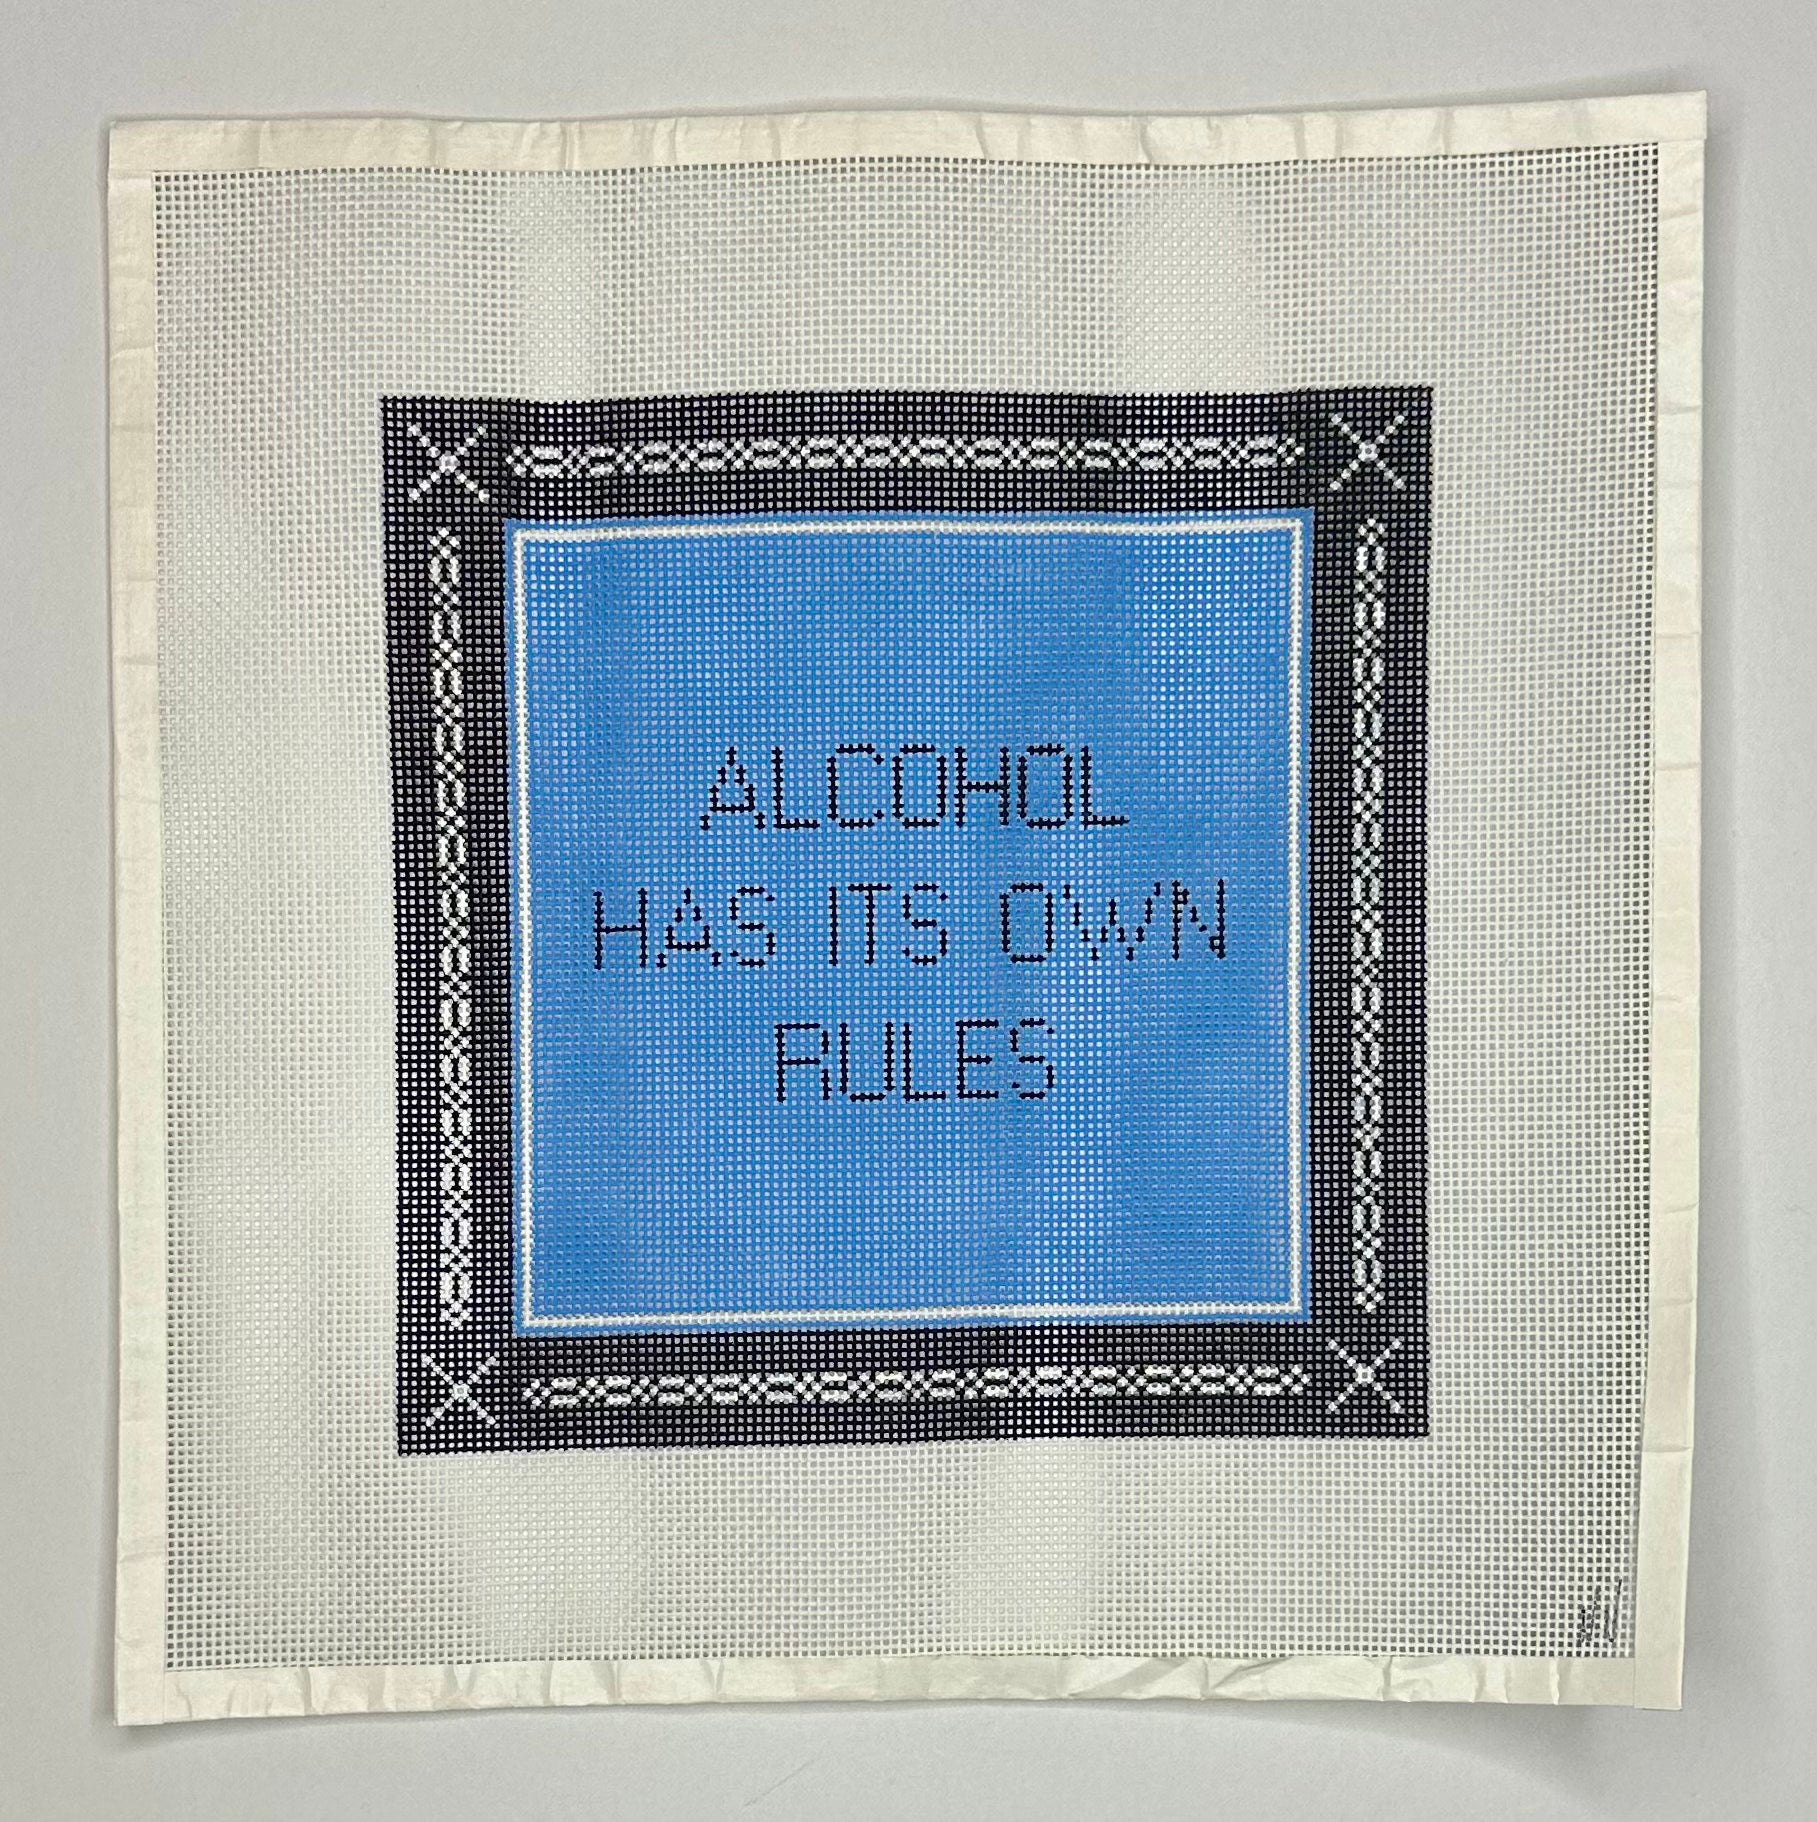 ALCOHOL
HAS ITS OWN
RULES